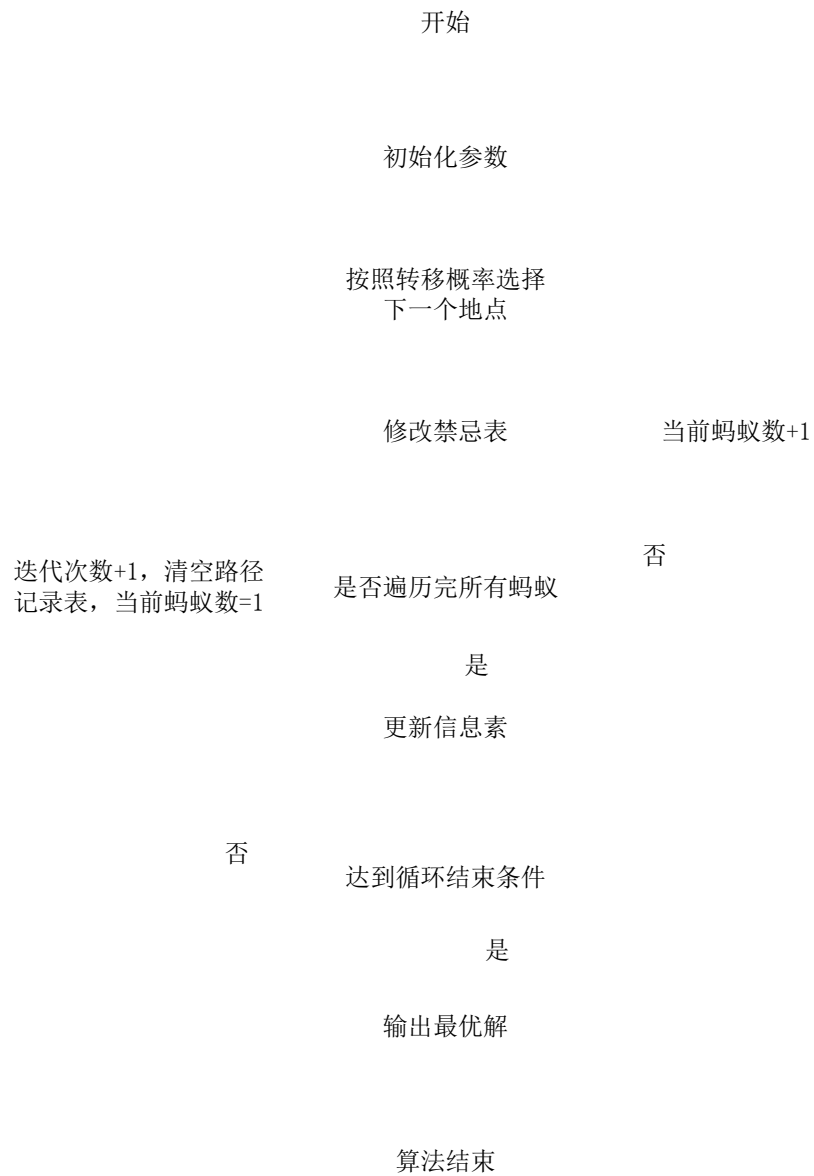 开始
初始化参数
按照转移概率选择
下一个地点
修改禁忌表
当前蚂蚁数+1
否
迭代次数+1，清空路径
记录表，当前蚂蚁数=1
是否遍历完所有蚂蚁
是
更新信息素
否
达到循环结束条件
是
输出最优解
算法结束